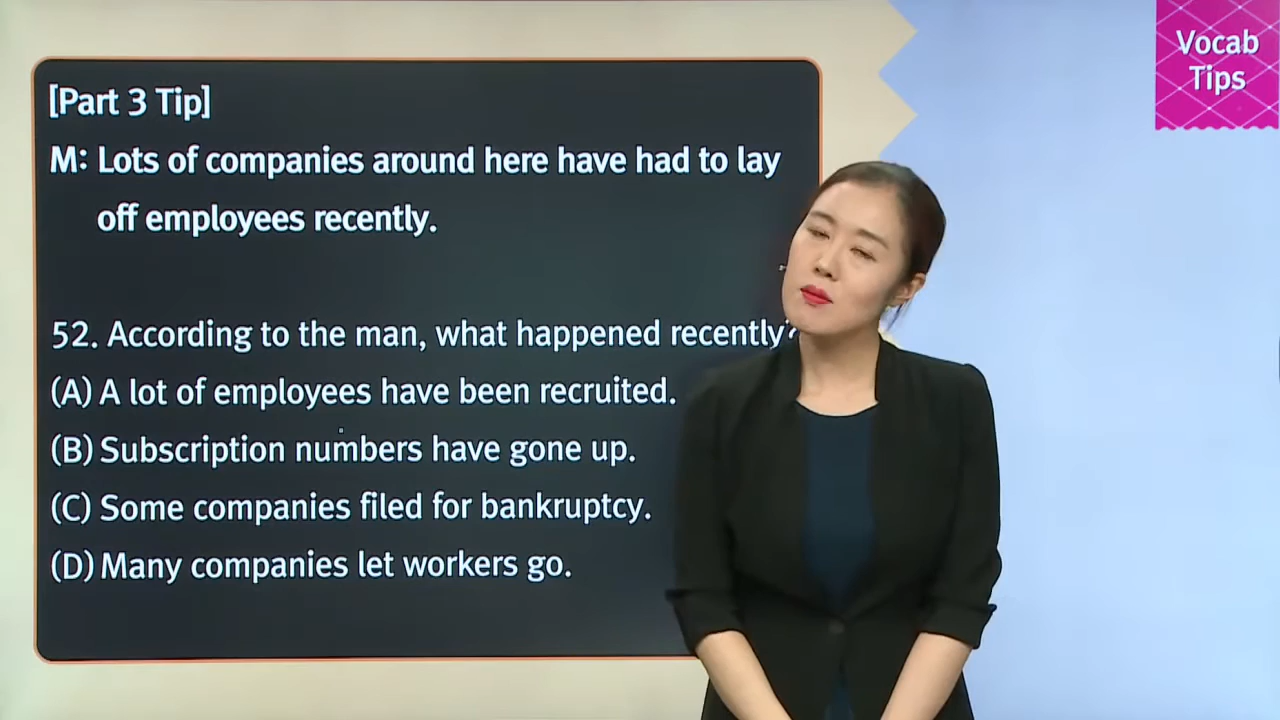 [Part 3 Tip]
M: Lots of companies around here have had to lay
off employees recently.
52. According to the man, what happened recently?
(A) A lot of employees have been recruited.
(B) Subscription numbers have gone up.
(C) Some companies filed for bankruptcy.
(D) Many companies let workers go.
Vocab
Tips